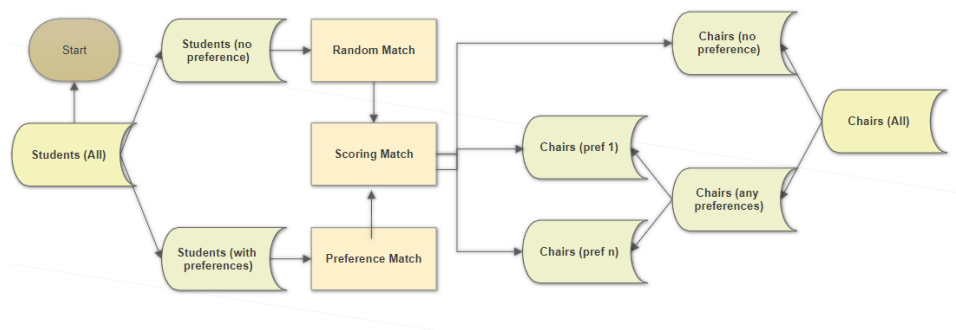 Start
Students (All)
Students (no
preference)
Students (with
preferences)
Random Match
Scoring Match
Preference Match
Chairs (pref 1)
Chairs (pref n)
Chairs (no
preference)
Chairs (any
preferences)
Chairs (All)